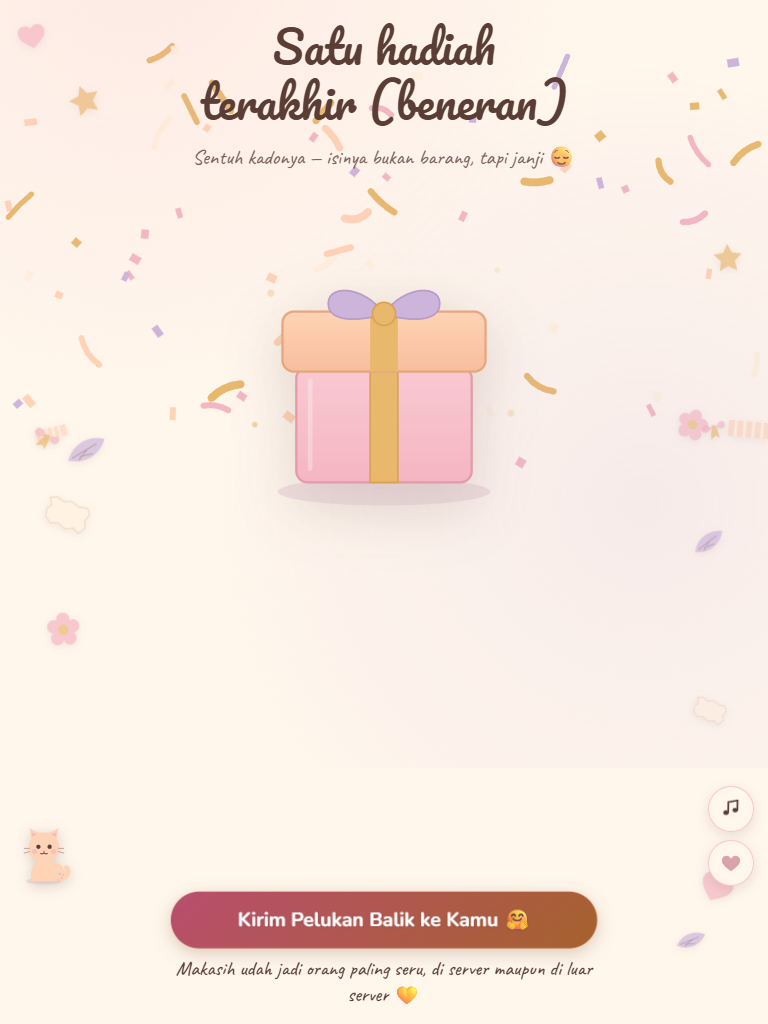 Satu hadiah
terakhir (beneran)
Sentuh kadonya — isinya bukan barang, tapi janji 😌
Kirim Pelukan Balik ke Kamu 🤗
Makasih udah jadi orang paling seru, di server maupun di luar
server 💛